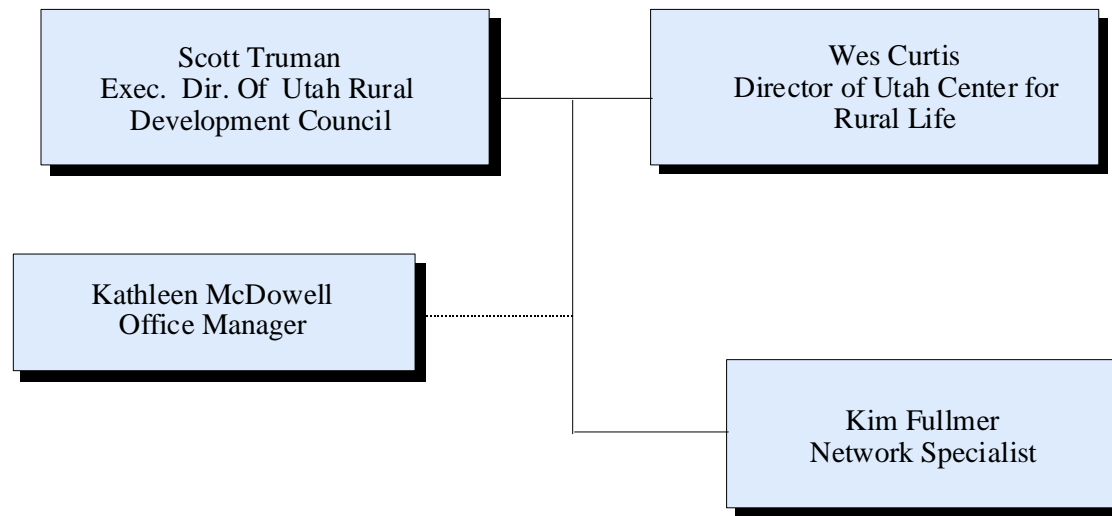 Scott Truman
Exec. Dir. Of Utah Rural
Development Council
Wes Curtis
Director of Utah Center for
Rural Life
Kathleen McDowell
Office Manager
Kim Fullmer
Network Specialist